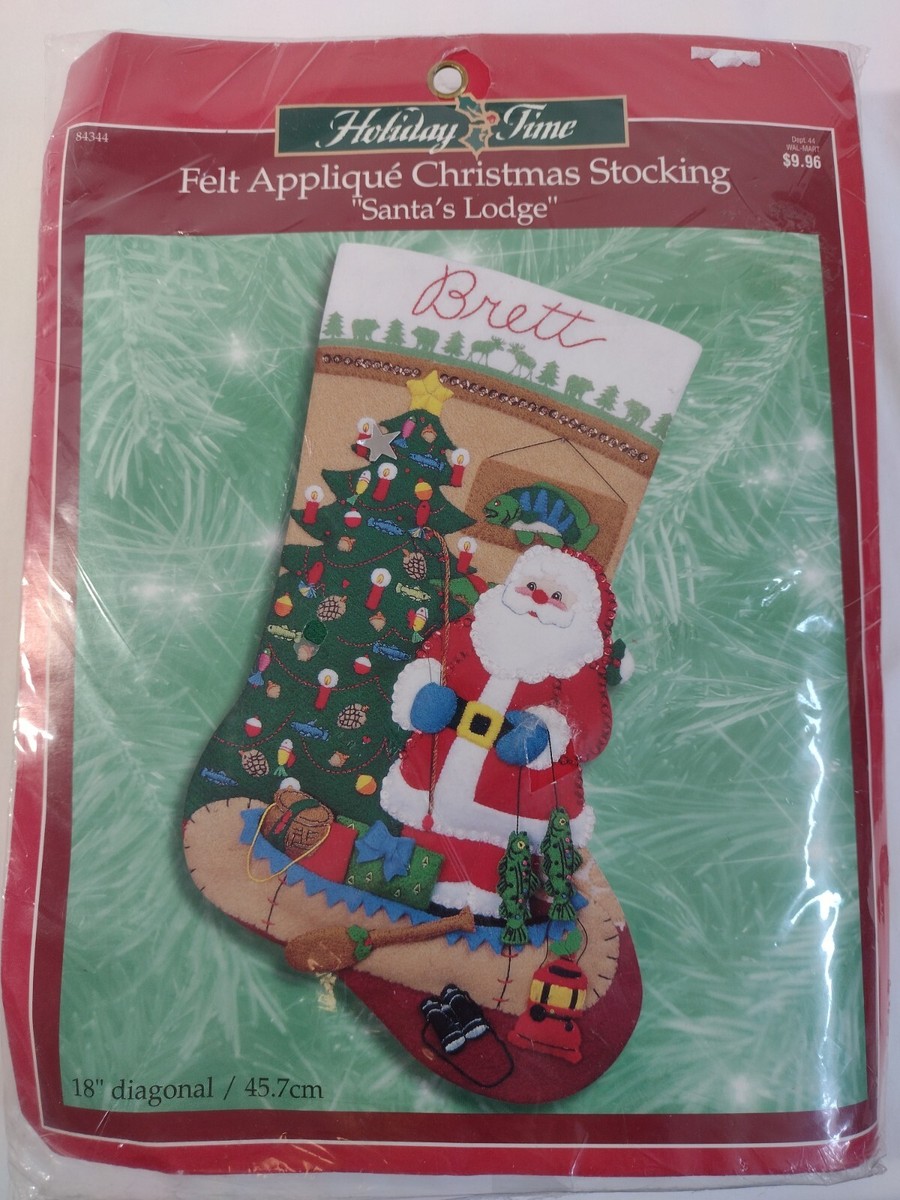 Holiday Time
84344
Dept. 44
WAL-MART
$9.96
Felt Appliqué Christmas Stocking
"Santa's Lodge"
Brett
18" diagonal / 45.7cm